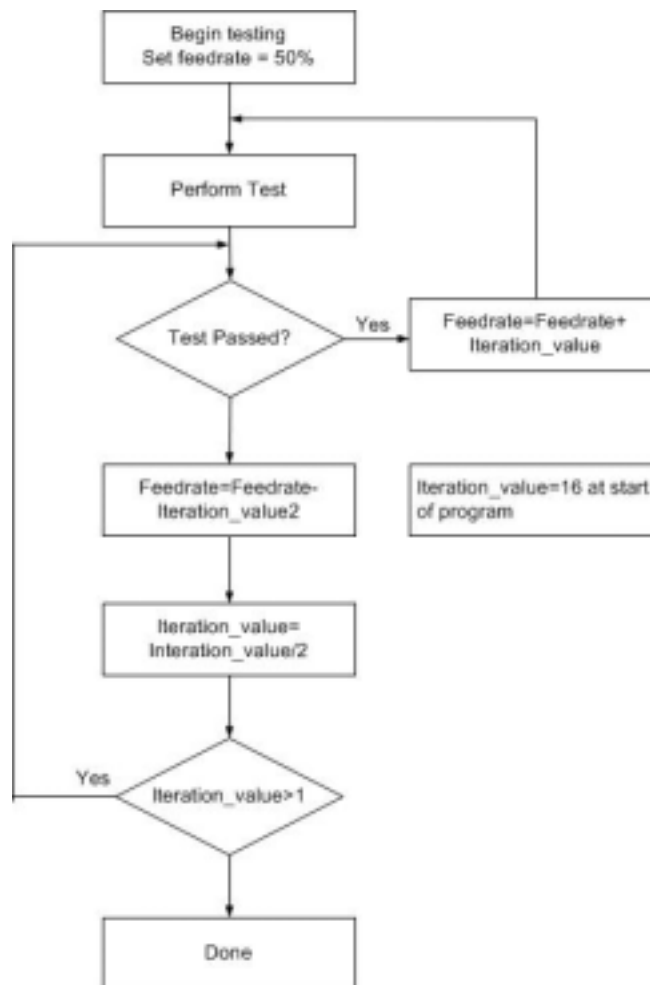 Begin testing
Set feedrate = 50%
Perform Test
Test Passed?
Yes
Feedrate=Feedrate+
Iteration_value
Feedrate=Feedrate-
Iteration_value2
Iteration_value=16 at start
of program
Iteration_value=
Interation_value/2
Yes
Iteration_value>1
Done